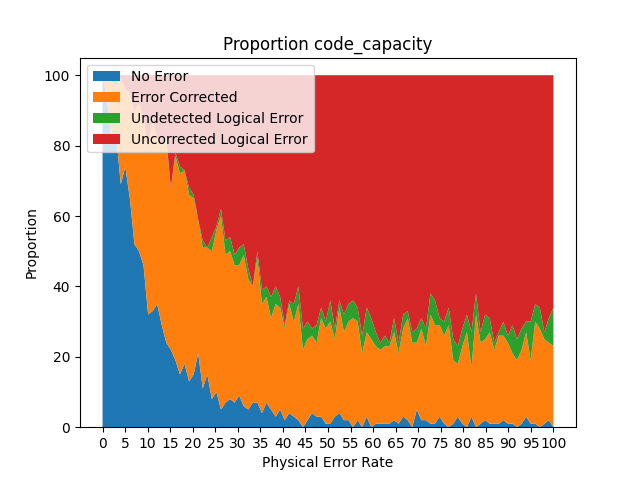 Proportion code_capacity
No Error
Error Corrected
Undetected Logical Error
Uncorrected Logical Error
100
80
60
40
20
0
Proportion
0 5 10 15 20 25 30 35 40 45 50 55 60 65 70 75 80 85 90 95 100
Physical Error Rate